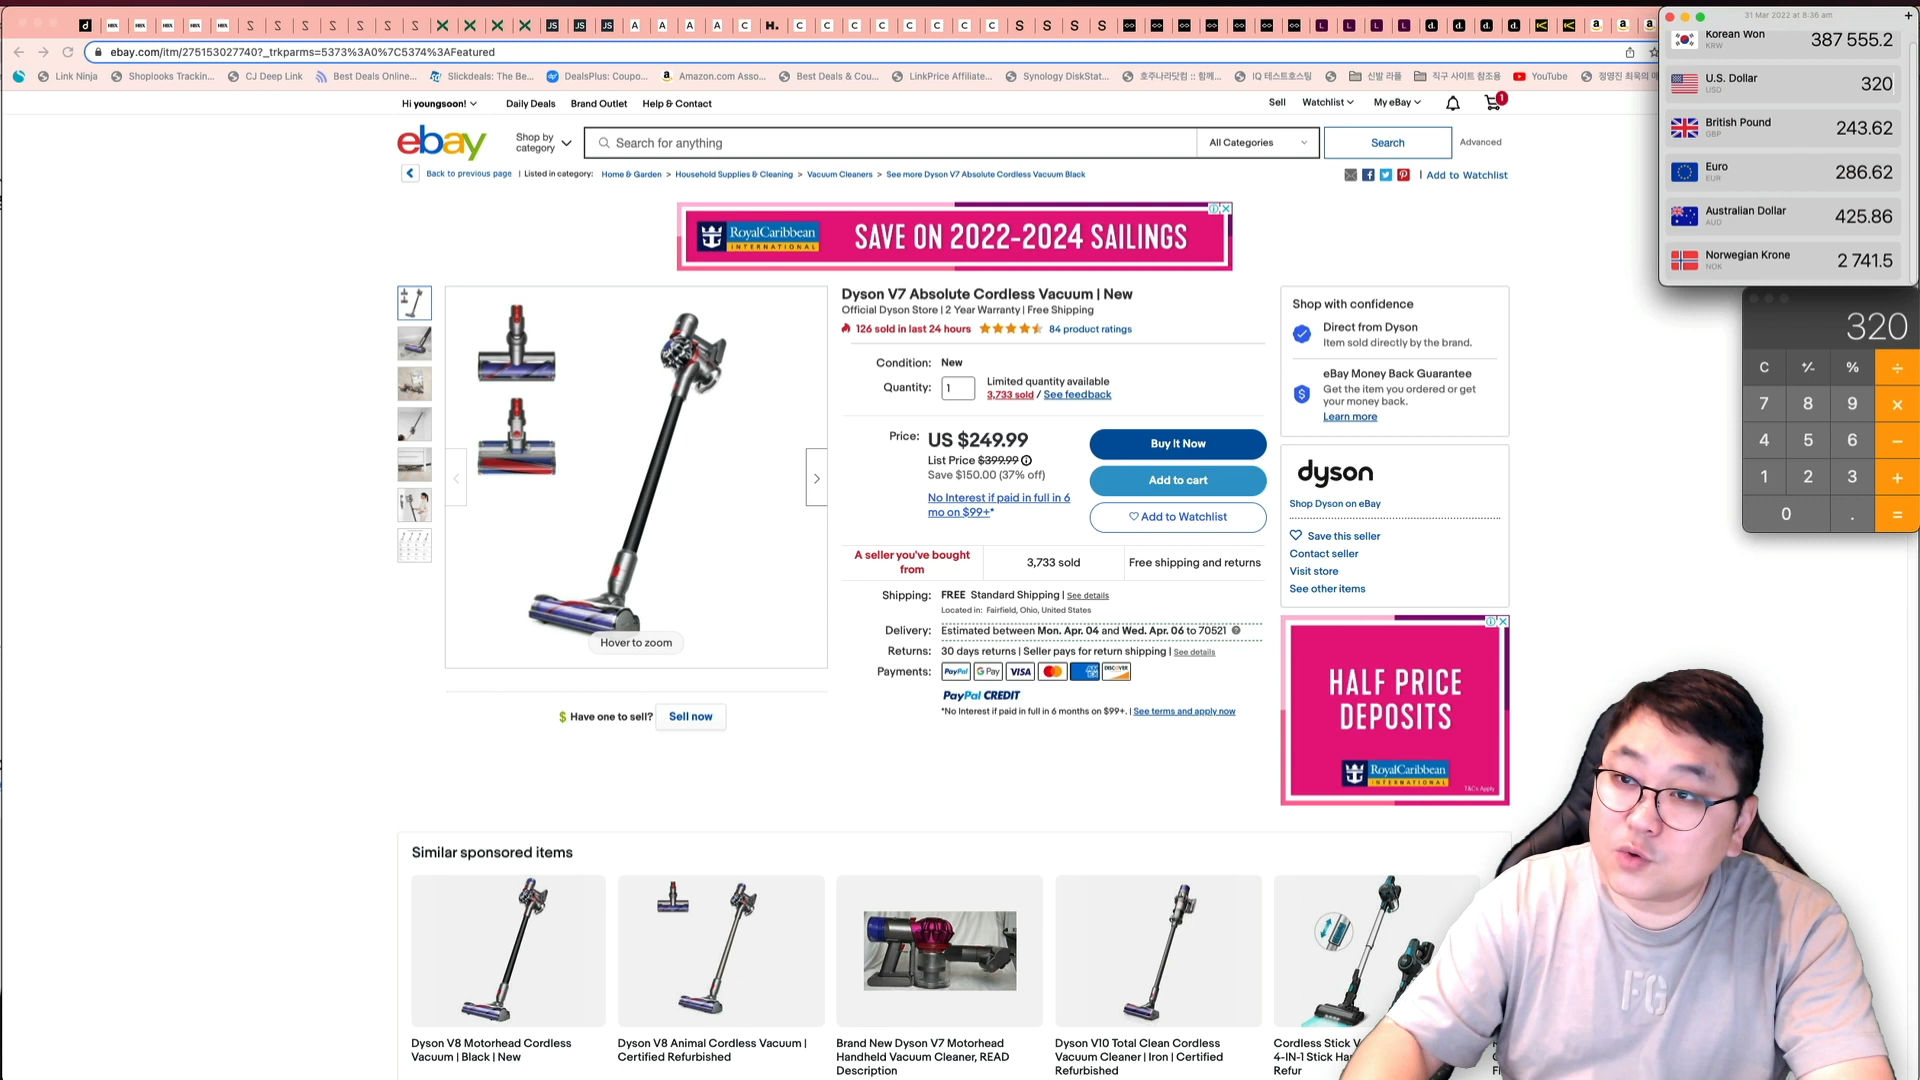 ebay.com/itm/275153027740?_trkparms=5373%3A0%7C5374%3AFeatured
Link Ninja
Shoplooks Trackin...
CJ Deep Link
Best Deals Online...
Slickdeals: The Be...
DealsPlus: Coupo...
Amazon.com Asso...
Best Deals & Cou...
LinkPrice Affiliate...
Synology DiskStat...
호주나라닷컴 :: 함께...
IQ 테스트호스팅
신발 라플
직구 사이트 참조용
YouTube
31 Mar 2022 at 8:36 am
Korean Won
KRW
387 555.2
U.S. Dollar
USD
320
British Pound
GBP
243.62
Euro
EUR
286.62
Australian Dollar
AUD
425.86
Norwegian Krone
NOK
2 741.5
320
C
%
7 8 9
4 5 6
1 2 3
0 . =
Hi youngsoon!
Daily Deals
Brand Outlet
Help & Contact
Sell
Watchlist
My eBay
1
ebay
Shop by category
Search for anything
All Categories
Search
Advanced
Back to previous page | Listed in category: Home & Garden > Household Supplies & Cleaning > Vacuum Cleaners > See more Dyson V7 Absolute Cordless Vacuum Black
| Add to Watchlist
RoyalCaribbean
INTERNATIONAL
SAVE ON 2022-2024 SAILINGS
Dyson V7 Absolute Cordless Vacuum | New
Official Dyson Store | 2 Year Warranty | Free Shipping
126 sold in last 24 hours
84 product ratings
Condition: New
Quantity: 1
Limited quantity available
3,733 sold / See feedback
Price: US $249.99
List Price $399.99
Save $150.00 (37% off)
No Interest if paid in full in 6
mo on $99+*
Buy It Now
Add to cart
Add to Watchlist
A seller you've bought
from
3,733 sold
Free shipping and returns
Shipping: FREE Standard Shipping | See details
Located in: Fairfield, Ohio, United States
Delivery: Estimated between Mon. Apr. 04 and Wed. Apr. 06 to 70521
Returns: 30 days returns | Seller pays for return shipping | See details
Payments: PayPal G Pay VISA DISCOVER
PayPal CREDIT
*No Interest if paid in full in 6 months on $99+. | See terms and apply now
Hover to zoom
Have one to sell? Sell now
Shop with confidence
Direct from Dyson
Item sold directly by the brand.
eBay Money Back Guarantee
Get the item you ordered or get
your money back.
Learn more
dyson
Shop Dyson on eBay
Save this seller
Contact seller
Visit store
See other items
HALF PRICE
DEPOSITS
RoyalCaribbean
INTERNATIONAL
T&Cs Apply
Similar sponsored items
Dyson V8 Motorhead Cordless
Vacuum | Black | New
Dyson V8 Animal Cordless Vacuum |
Certified Refurbished
Brand New Dyson V7 Motorhead
Handheld Vacuum Cleaner, READ
Description
Dyson V10 Total Clean Cordless
Vacuum Cleaner | Iron | Certified
Refurbished
Cordless Stick V
4-IN-1 Stick Ha
Refur
FG